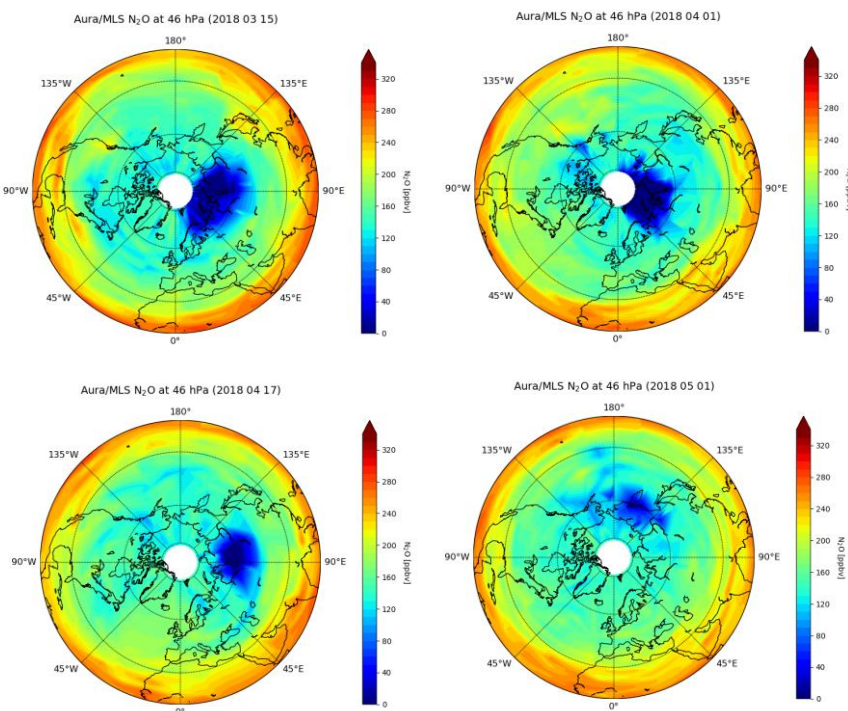 Aura/MLS N₂O at 46 hPa (2018 03 15)
180°
135°W
135°E
90°W
90°E
45°W
45°E
0°
320
280
240
200
160
120
80
40
0
N₂O [ppbv]
Aura/MLS N₂O at 46 hPa (2018 04 01)
180°
135°W
135°E
90°W
90°E
45°W
45°E
0°
320
280
240
200
160
120
80
40
0
Aura/MLS N₂O at 46 hPa (2018 04 17)
180°
135°W
135°E
90°W
90°E
45°W
45°E
0°
320
280
240
200
160
120
80
40
0
N₂O [ppbv]
Aura/MLS N₂O at 46 hPa (2018 05 01)
180°
135°W
135°E
90°W
90°E
45°W
45°E
0°
320
280
240
200
160
120
80
40
0
N₂O [ppbv]